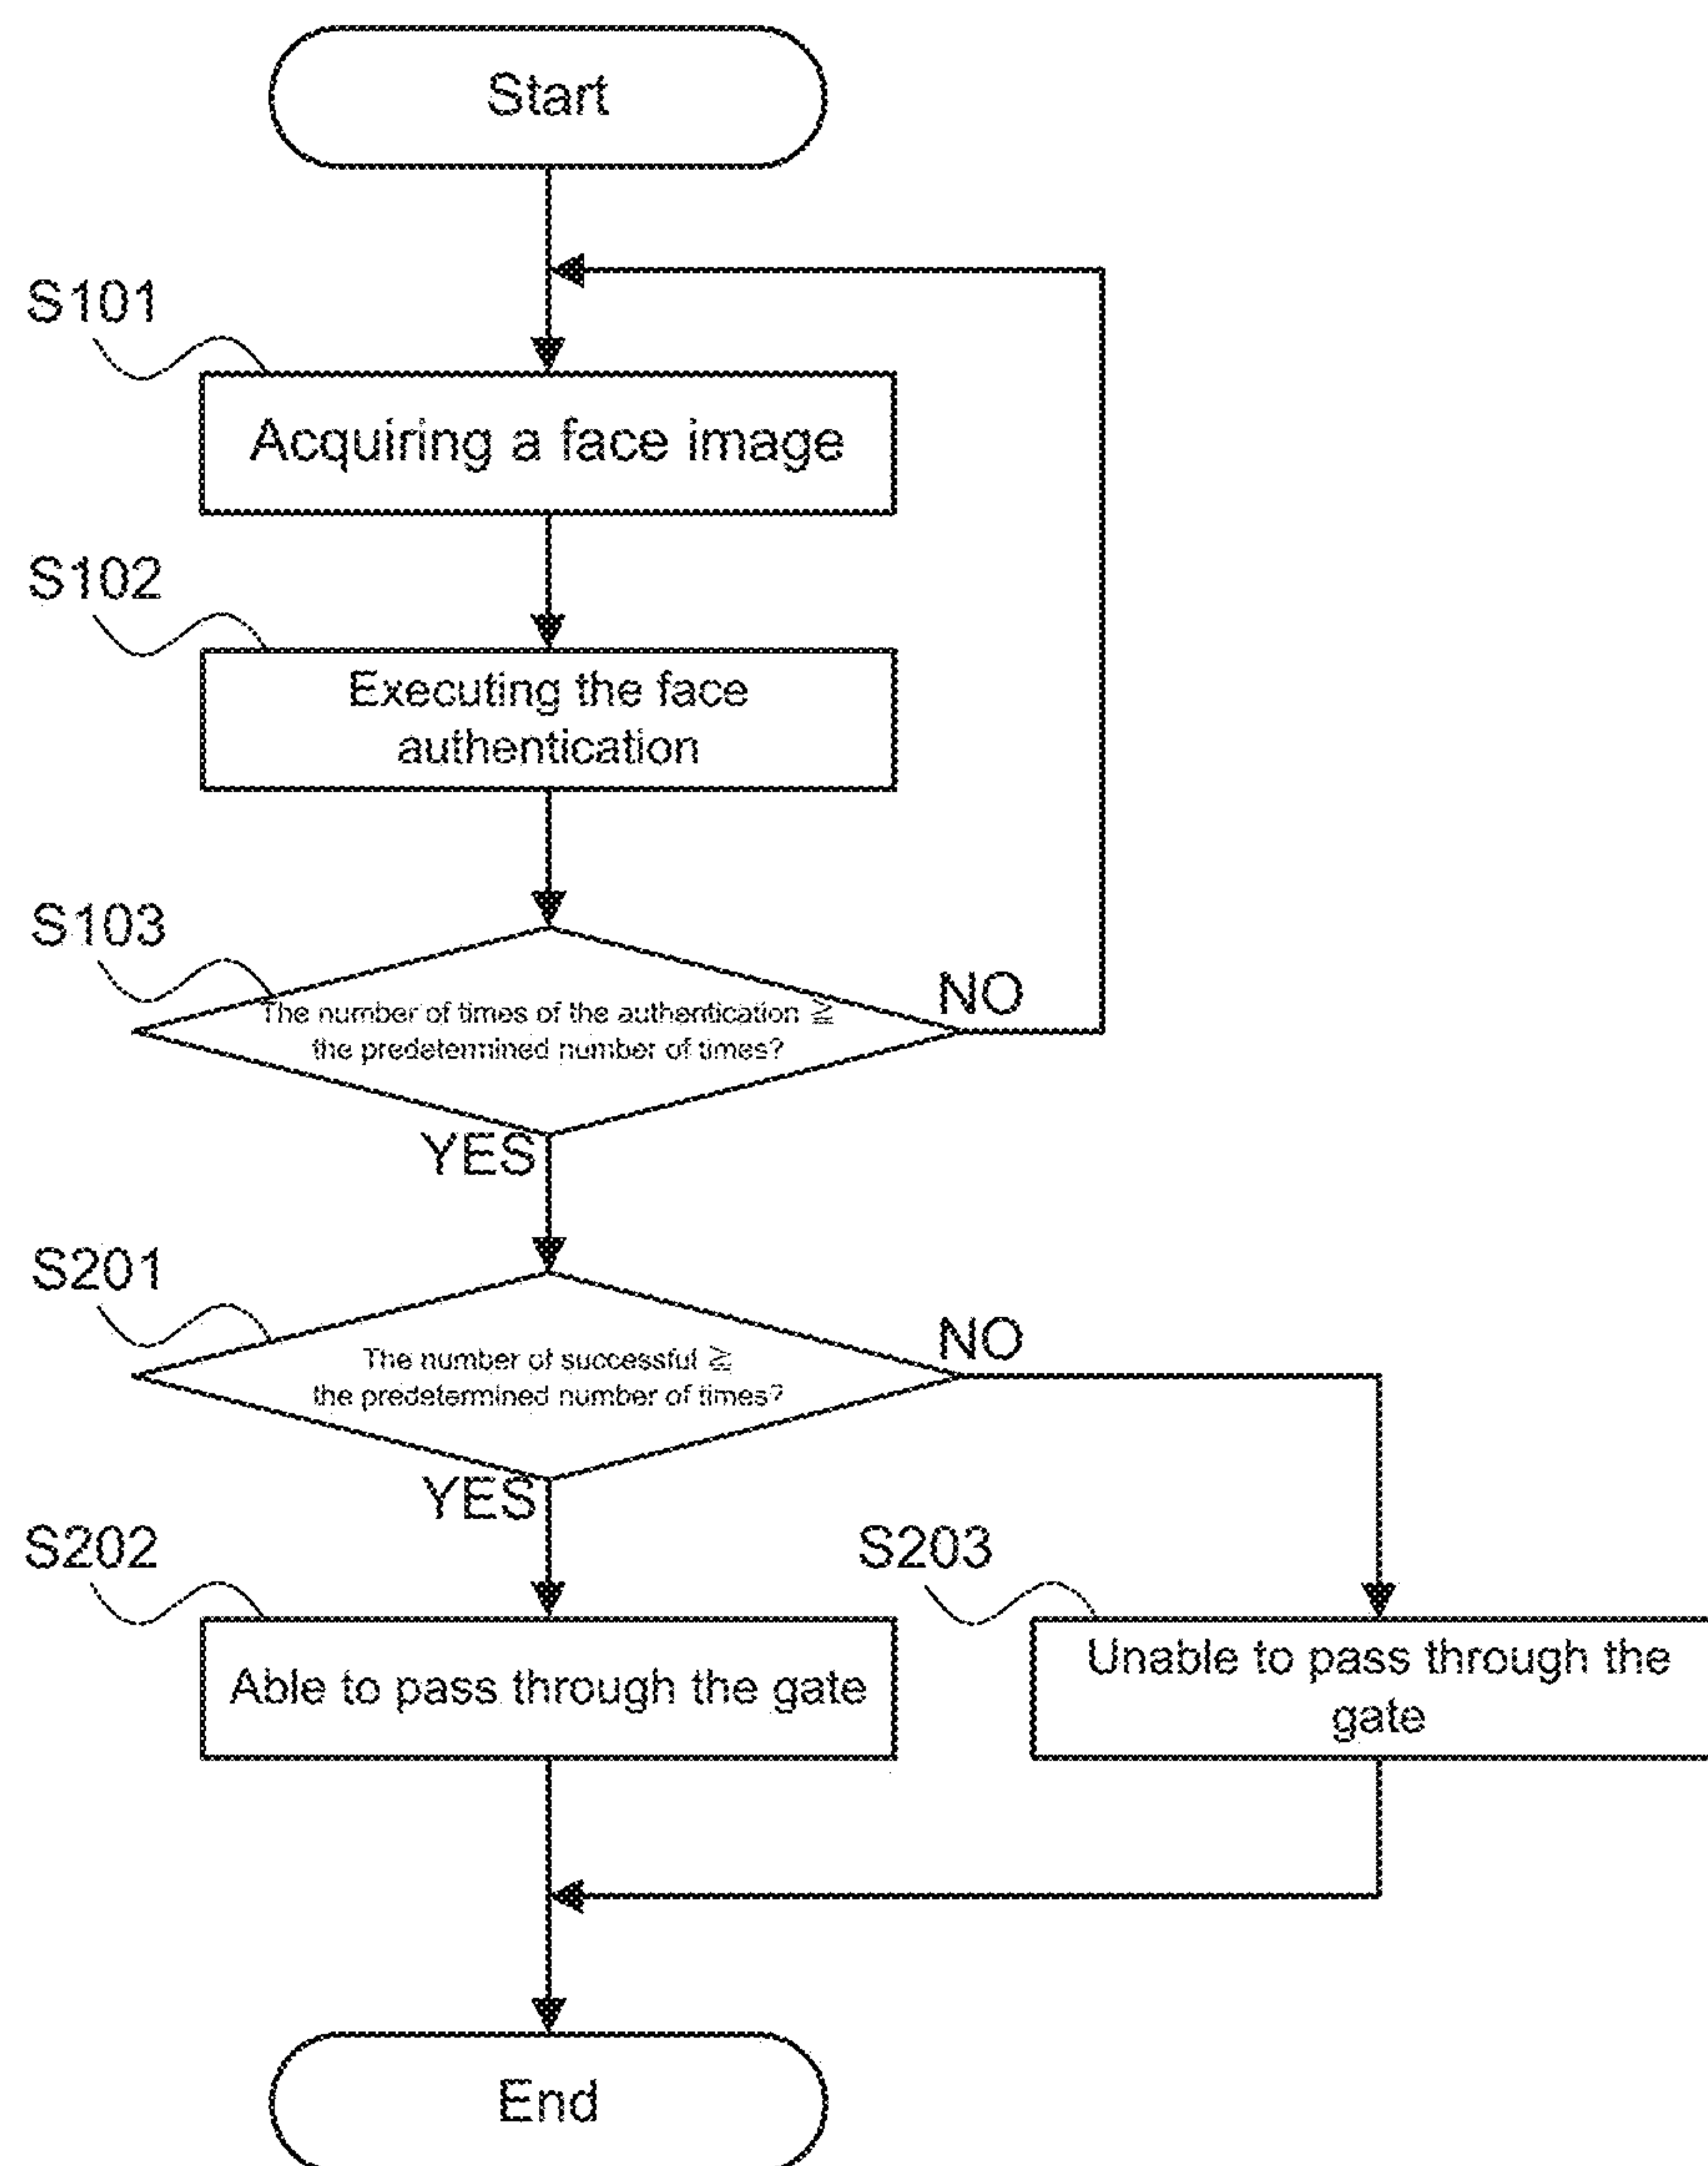 Start
S101
Acquiring a face image
S102
Executing the face
authentication
S103
The number of times of the authentication ≧
the predetermined number of times?
NO
YES
S201
The number of successful ≧
the predetermined number of times?
NO
YES
S202
Able to pass through the gate
S203
Unable to pass through the
gate
End